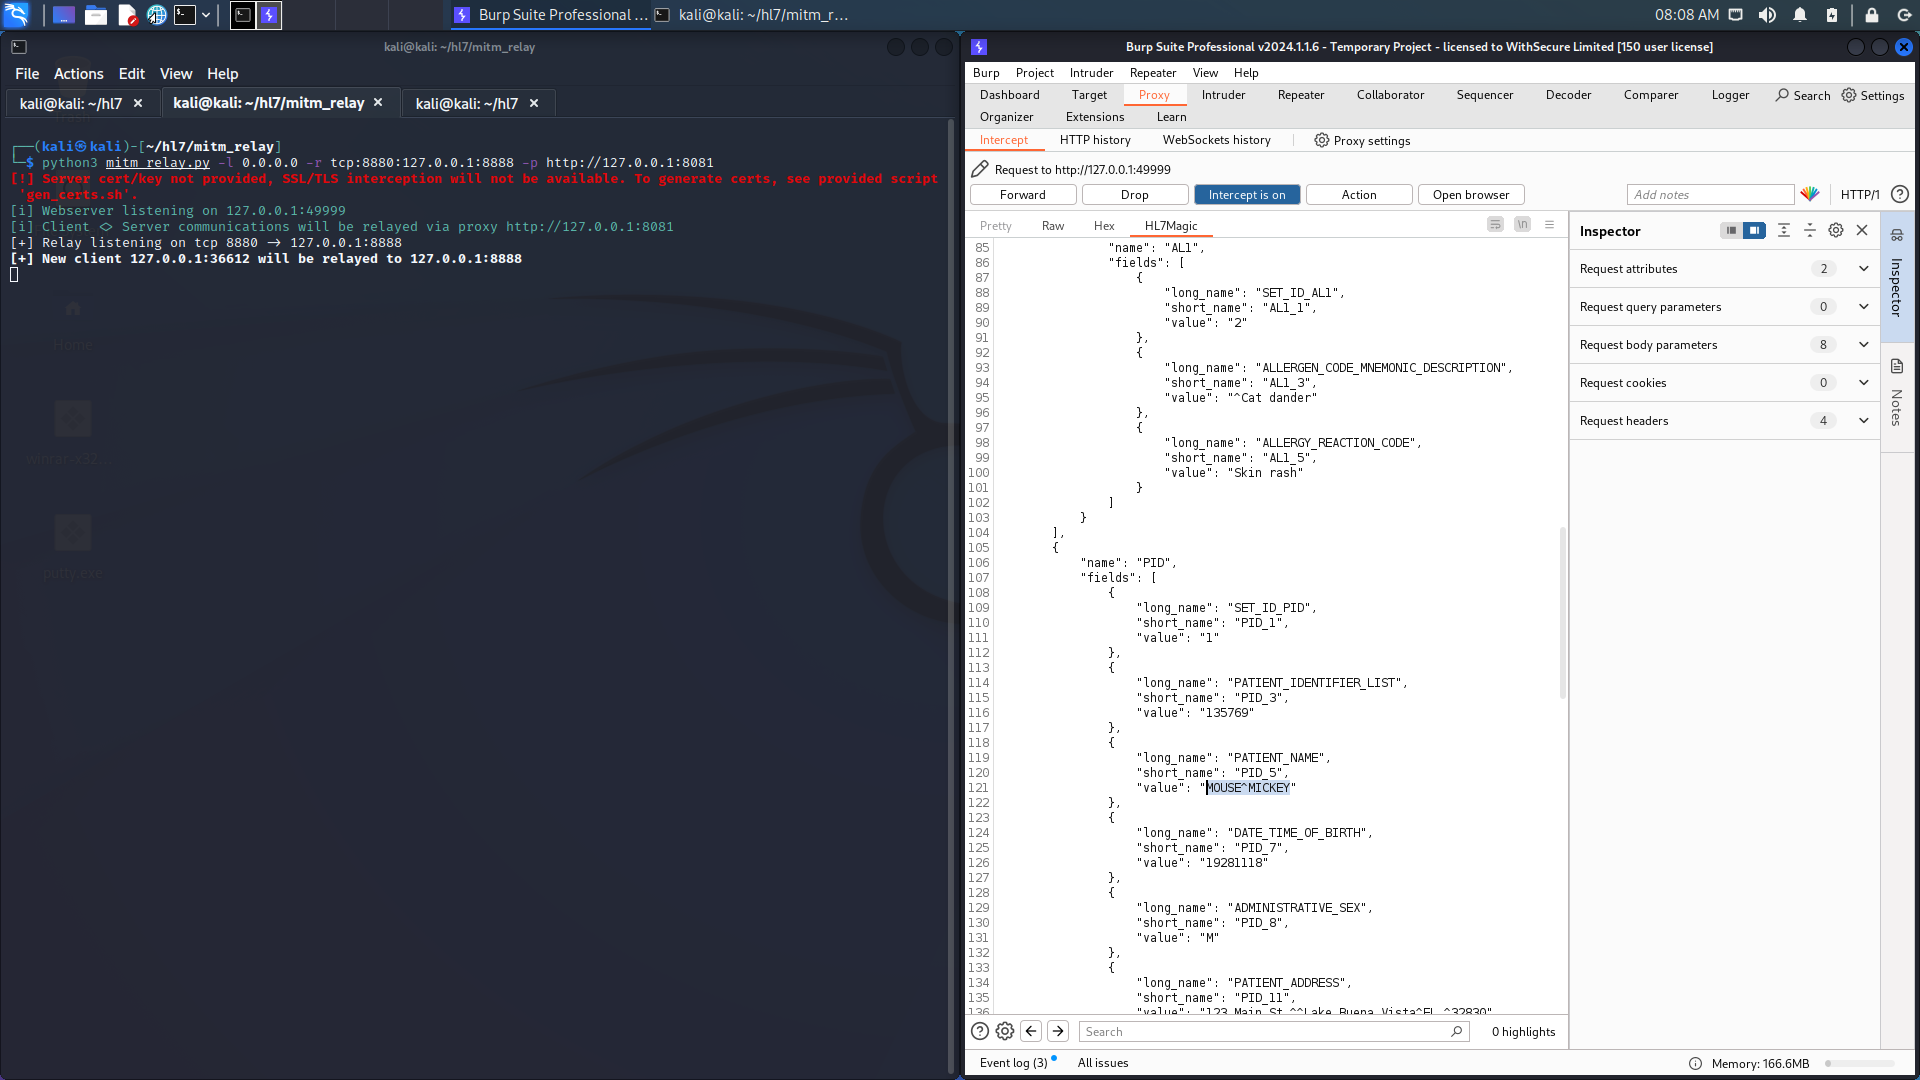 Burp Suite Professional ...
kali@kali: ~/hl7/mitm_r...
08:08 AM
kali@kali: ~/hl7/mitm_relay
File Actions Edit View Help
kali@kali: ~/hl7 ×
kali@kali: ~/hl7/mitm_relay ×
kali@kali: ~/hl7 ×
┌──(kali㉿kali)-[~/hl7/mitm_relay]
└─$ python3 mitm_relay.py -l 0.0.0.0 -r tcp:8880:127.0.0.1:8888 -p http://127.0.0.1:8081
[!] Server cert/key not provided, SSL/TLS interception will not be available. To generate certs, see provided script
'gen_certs.sh'.
[i] Webserver listening on 127.0.0.1:49999
[i] Client <> Server communications will be relayed via proxy http://127.0.0.1:8081
[+] Relay listening on tcp 8880 -> 127.0.0.1:8888
[+] New client 127.0.0.1:36612 will be relayed to 127.0.0.1:8888
Home
winrar-x32...
putty.exe
Burp Suite Professional v2024.1.1.6 - Temporary Project - licensed to WithSecure Limited [150 user license]
Burp Project Intruder Repeater View Help
Dashboard Target Proxy Intruder Repeater Collaborator Sequencer Decoder Comparer Logger Search Settings
Organizer Extensions Learn
Intercept HTTP history WebSockets history Proxy settings
Request to http://127.0.0.1:49999
Forward Drop Intercept is on Action Open browser Add notes HTTP/1 ?
Pretty Raw Hex HL7Magic \n
85 "name": "AL1",
86 "fields": [
87 {
88 "long_name": "SET_ID_AL1",
89 "short_name": "AL1_1",
90 "value": "2"
91 },
92 {
93 "long_name": "ALLERGEN_CODE_MNEMONIC_DESCRIPTION",
94 "short_name": "AL1_3",
95 "value": "^Cat dander"
96 },
97 {
98 "long_name": "ALLERGY_REACTION_CODE",
99 "short_name": "AL1_5",
100 "value": "Skin rash"
101 }
102 ]
103 }
104 ],
105 {
106 "name": "PID",
107 "fields": [
108 {
109 "long_name": "SET_ID_PID",
110 "short_name": "PID_1",
111 "value": "1"
112 },
113 {
114 "long_name": "PATIENT_IDENTIFIER_LIST",
115 "short_name": "PID_3",
116 "value": "135769"
117 },
118 {
119 "long_name": "PATIENT_NAME",
120 "short_name": "PID_5",
121 "value": "MOUSE^MICKEY"
122 },
123 {
124 "long_name": "DATE_TIME_OF_BIRTH",
125 "short_name": "PID_7",
126 "value": "19281118"
127 },
128 {
129 "long_name": "ADMINISTRATIVE_SEX",
130 "short_name": "PID_8",
131 "value": "M"
132 },
133 {
134 "long_name": "PATIENT_ADDRESS",
135 "short_name": "PID_11",
136 "value": "123 Main St.^^Lake Buena Vista^FL^^32830"
Inspector
Request attributes 2
Request query parameters 0
Request body parameters 8
Request cookies 0
Request headers 4
Inspector
Notes
Search
0 highlights
Event log (3) All issues
Memory: 166.6MB